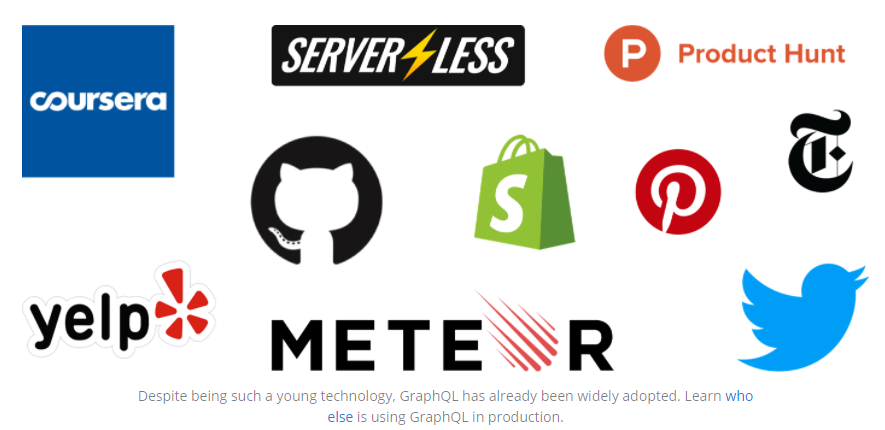 coursera
SERVERLESS
P Product Hunt
T
S
yelp
METEOR
Despite being such a young technology, GraphQL has already been widely adopted. Learn who
else is using GraphQL in production.